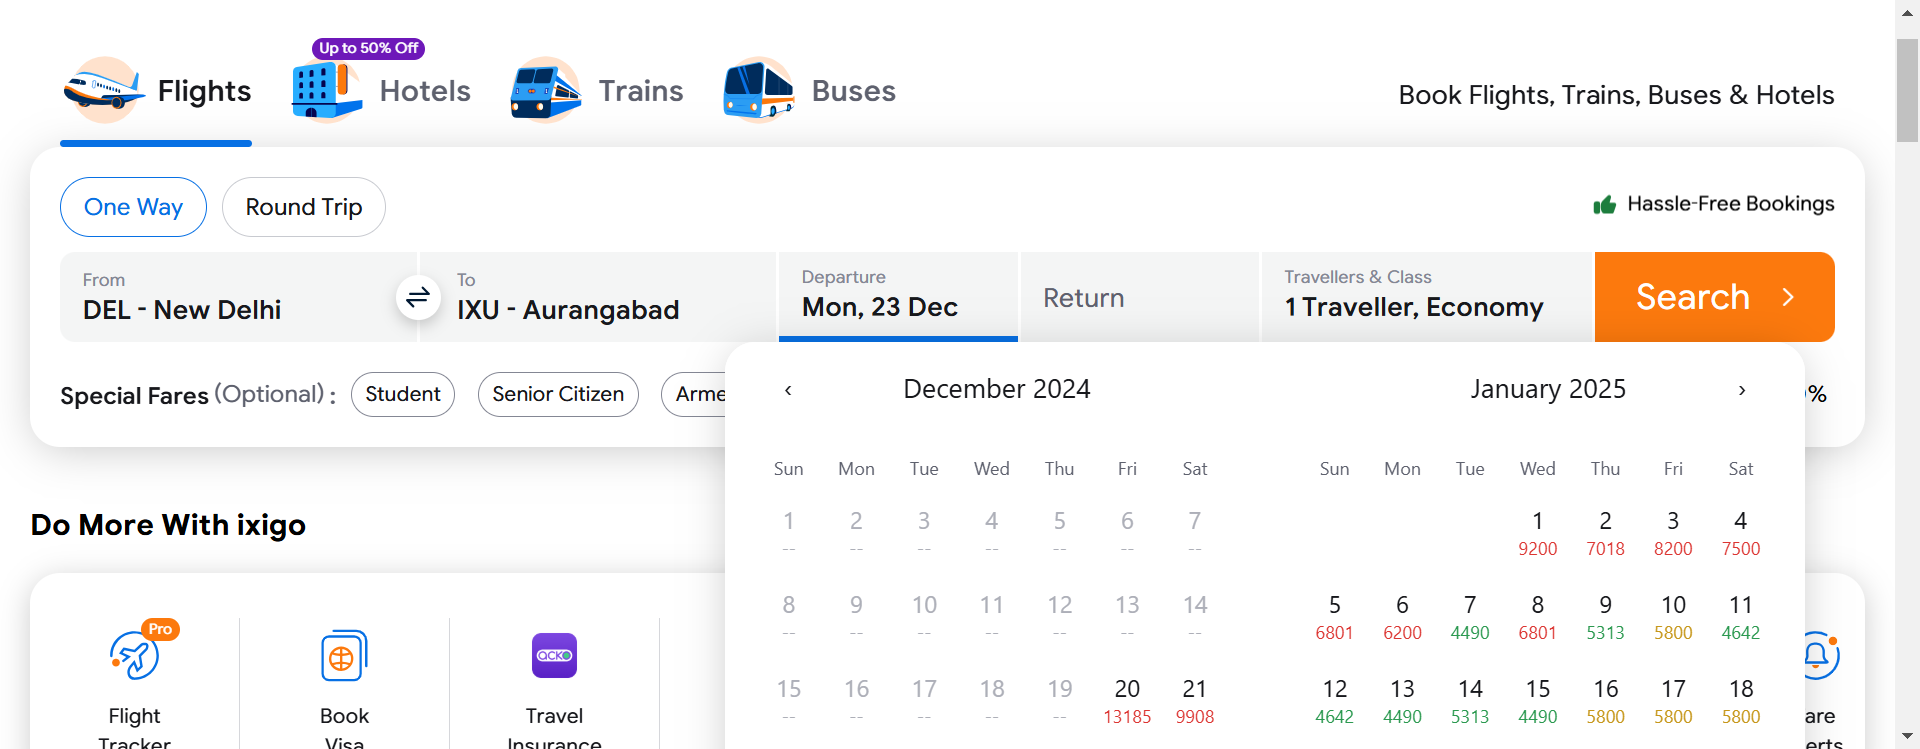 Up to 50% Off
Flights Hotels Trains Buses
Book Flights, Trains, Buses & Hotels
One Way Round Trip
Hassle-Free Bookings
From To Departure Travellers & Class
DEL - New Delhi IXU - Aurangabad Mon, 23 Dec Return 1 Traveller, Economy Search
Special Fares (Optional) : Student Senior Citizen Arme %
December 2024 January 2025
Sun Mon Tue Wed Thu Fri Sat Sun Mon Tue Wed Thu Fri Sat
1 2 3 4 5 6 7 1 2 3 4
-- -- -- -- -- -- -- 9200 7018 8200 7500
Do More With ixigo
8 9 10 11 12 13 14 5 6 7 8 9 10 11
-- -- -- -- -- -- -- 6801 6200 4490 6801 5313 5800 4642
Pro
acko
15 16 17 18 19 20 21 12 13 14 15 16 17 18
-- -- -- -- -- 13185 9908 4642 4490 5313 4490 5800 5800 5800
Flight Book Travel are
Tracker Visa Insurance erts